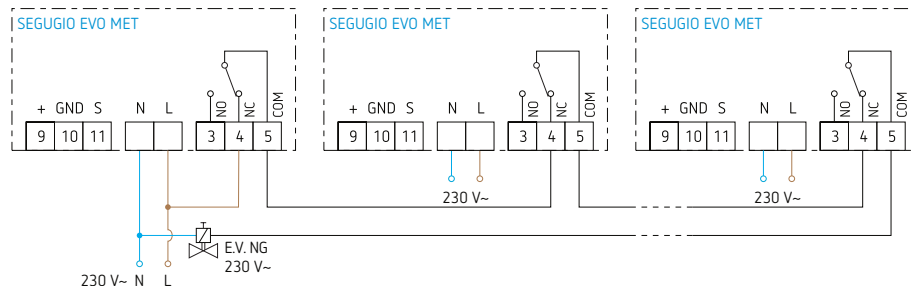 SEGUGIO EVO MET SEGUGIO EVO MET SEGUGIO EVO MET
NO NC COM NO NC COM NO NC COM
+ GND S N L + GND S N L + GND S N L
9 10 11 3 4 5 9 10 11 3 4 5 9 10 11 3 4 5
230 V~ 230 V~
E.V. NG
230 V~
230 V~ N L